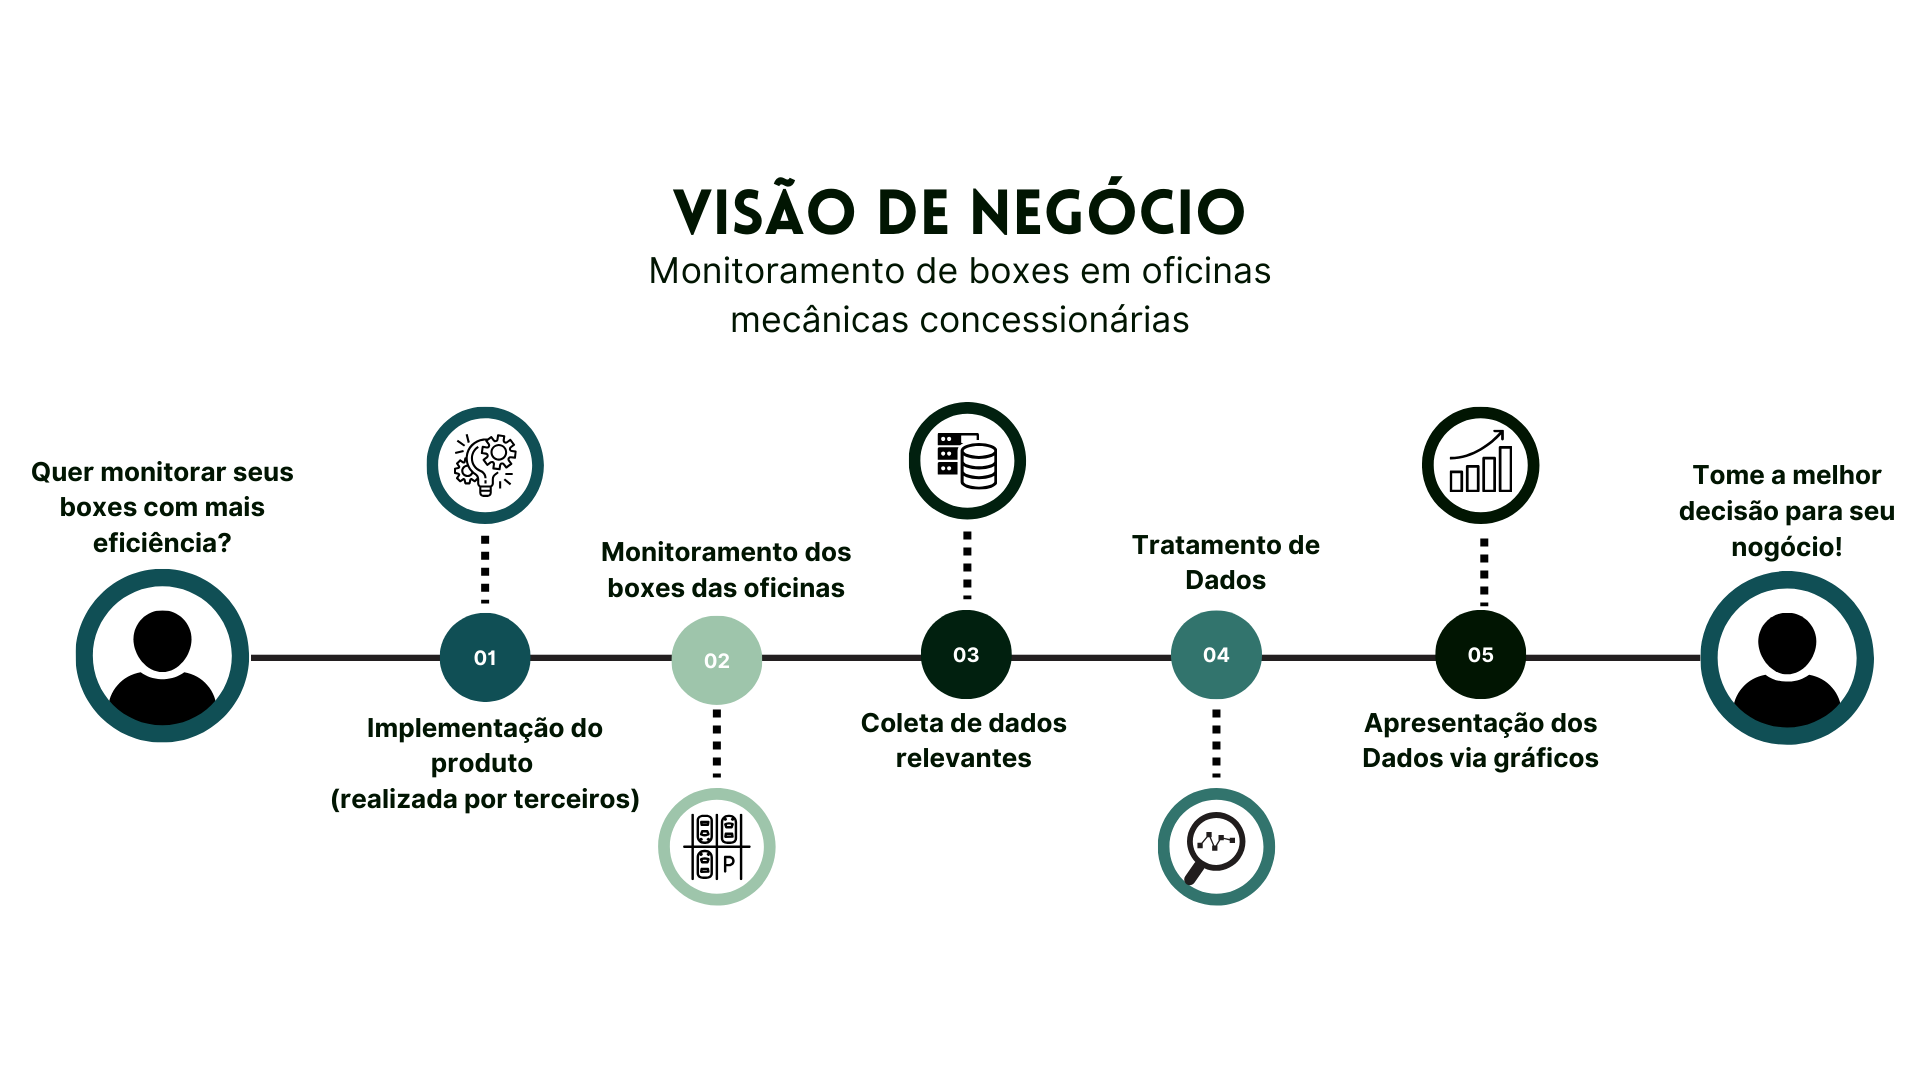 VISÃO DE NEGÓCIO
Monitoramento de boxes em oficinas
mecânicas concessionárias
Quer monitorar seus
boxes com mais
eficiência?
01
Implementação do
produto
(realizada por terceiros)
Monitoramento dos
boxes das oficinas
02
P
03
Coleta de dados
relevantes
Tratamento de
Dados
04
05
Apresentação dos
Dados via gráficos
Tome a melhor
decisão para seu
nogócio!